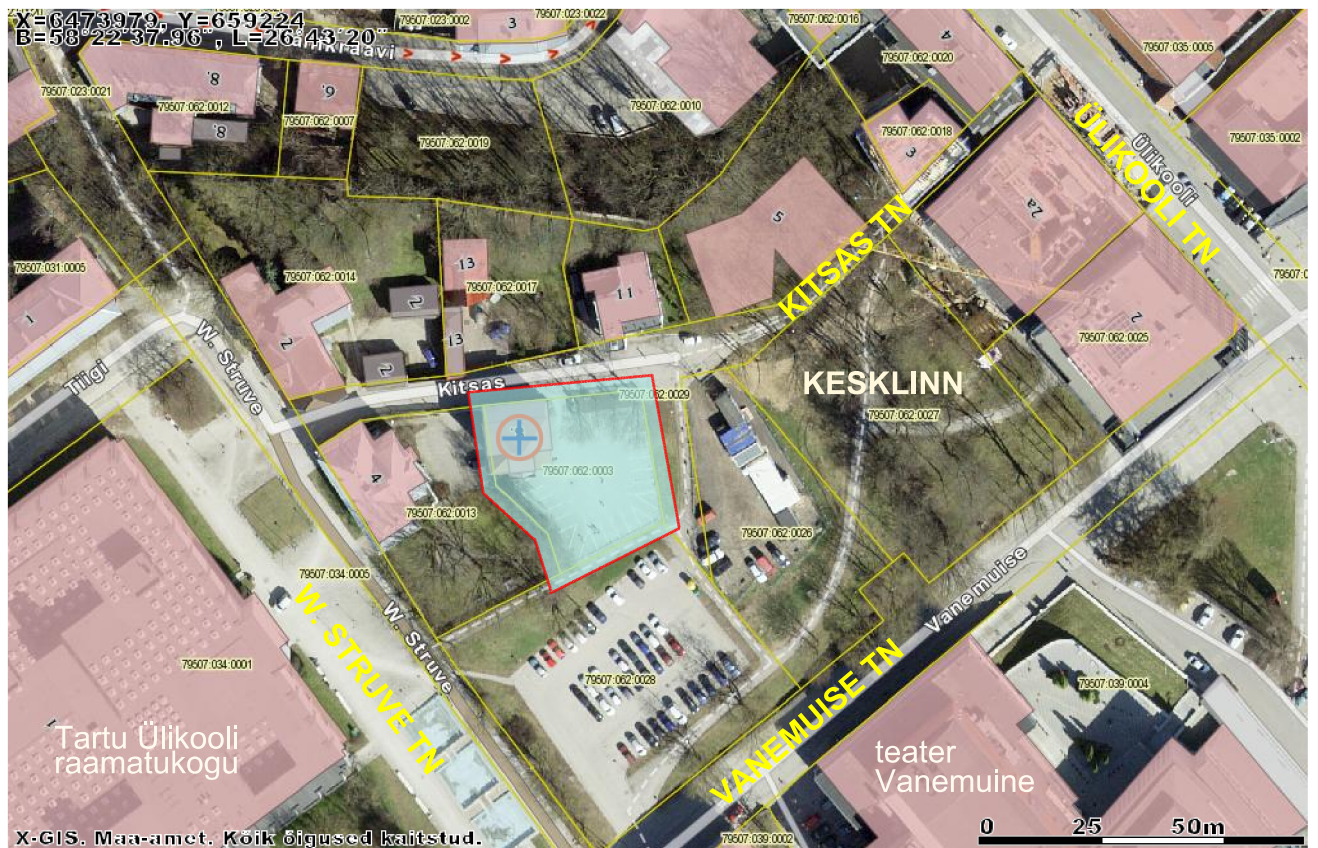 X=6473979, Y=659224
B=58°22'37.96", L=26°43'20"
79507:023:0002
3
79507:023:0022
79507:062:0016
4
79507:062:0020
79507:035:0005
79507:023:0021
8.
79507:062:0012
8.
6.
79507:062:0007
79507:062:0010
79507:062:0019
79507:062:0018
3
ÜLIKOOLI TN
Ülikooli
79507:035:0002
2a
5
KITSAS TN
79507:031:0005
1
79507:062:0014
2
2
2
13
79507:062:0017
13
11
2
79507:062:0025
Tiigi
W. Struve
Kitsas
KESKLINN
79507:062:0029
79507:062:0027
79507:062:0003
4
79507:062:0013
79507:062:0026
79507:034:0005
W. STRUVE TN
W. Struve
Vanemuise
VANEMUISE TN
79507:034:0001
79507:062:0028
79507:039:0004
1
Tartu Ülikooli
raamatukogu
teater
Vanemuine
X-GIS. Maa-amet. Kõik õigused kaitstud.
79507:039:0002
0 25 50m